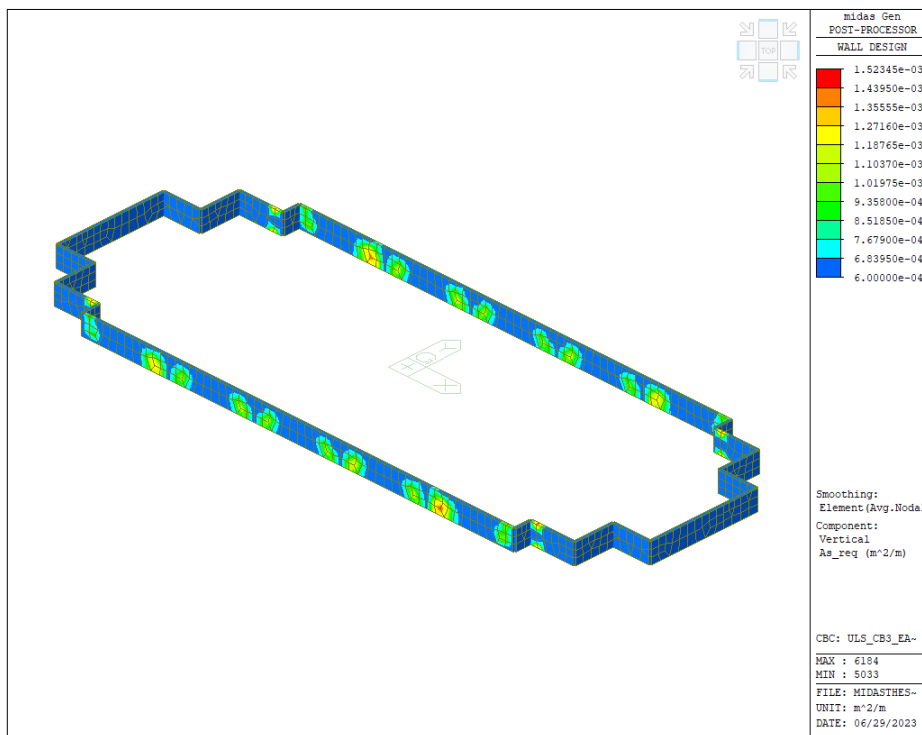 midas Gen
POST-PROCESSOR
WALL DESIGN
TOP
1.52345e-03
1.43950e-03
1.35555e-03
1.27160e-03
1.18765e-03
1.10370e-03
1.01975e-03
9.35800e-04
8.51850e-04
7.67900e-04
6.83950e-04
6.00000e-04
Smoothing:
Element(Avg.Nodal
Component:
Vertical
As_req (m^2/m)
CBC: ULS_CB3_EA~
MAX : 6184
MIN : 5033
FILE: MIDASTHES~
UNIT: m^2/m
DATE: 06/29/2023